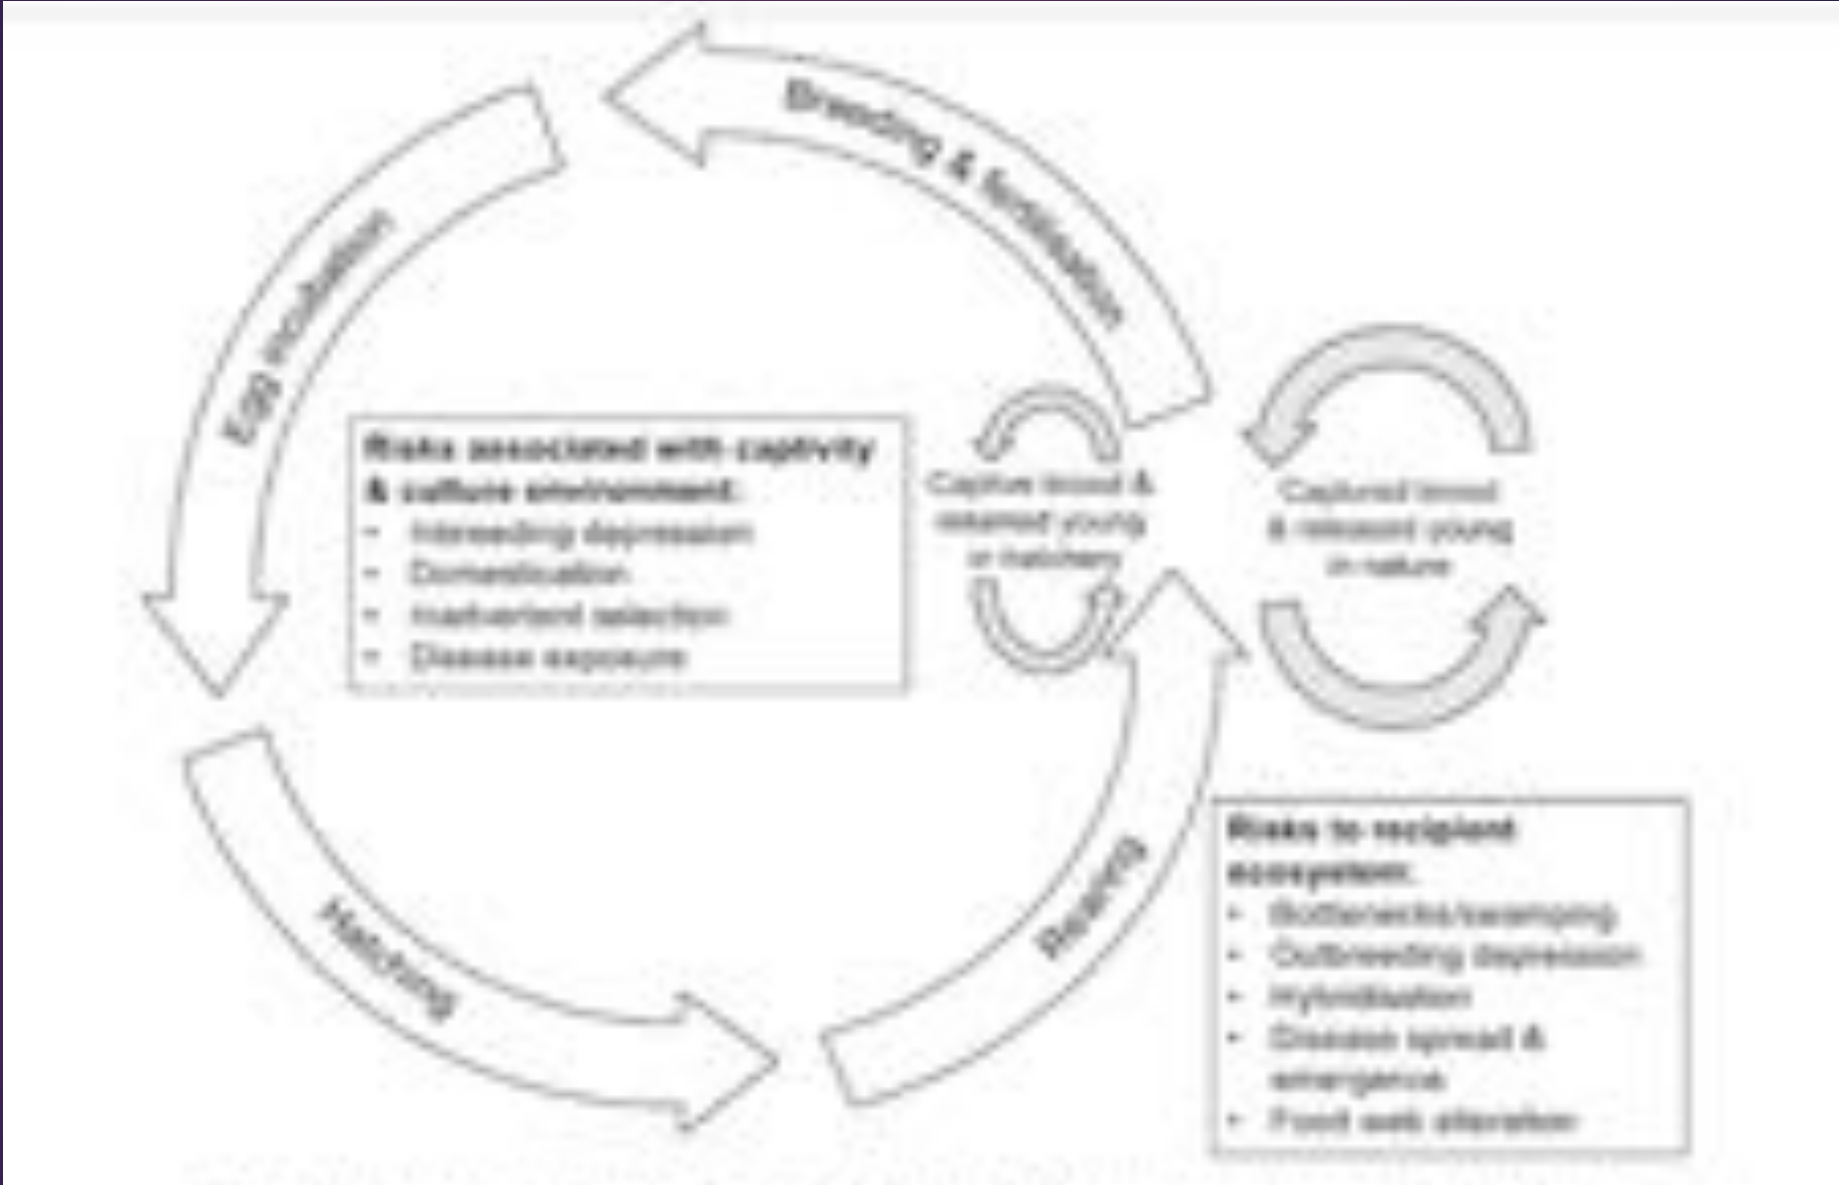 Breeding & fertilisation
Egg incubation
Risks associated with captivity
& culture environment:
- Inbreeding depression
- Domestication
- Inadvertent selection
- Disease exposure
Captive brood &
retained young
in hatchery
Captured brood
& released young
in nature
Hatching
Rearing
Risks to recipient
ecosystem:
• Bottlenecks/swamping
• Outbreeding depression
• Hybridisation
• Disease spread &
emergence
• Food web alteration